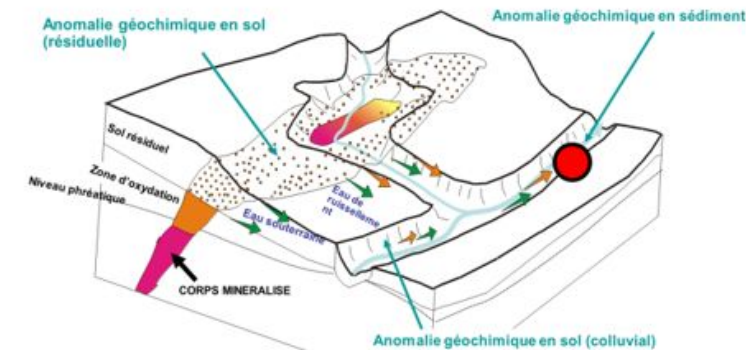 Anomalie géochimique en sol
(résiduelle)
Anomalie géochimique en sédiment
Sol résiduel
Zone d'oxydation
Niveau phréatique
Eau de
ruisselleme
nt
Eau souterraine
CORPS MINERALISE
Anomalie géochimique en sol (colluvial)